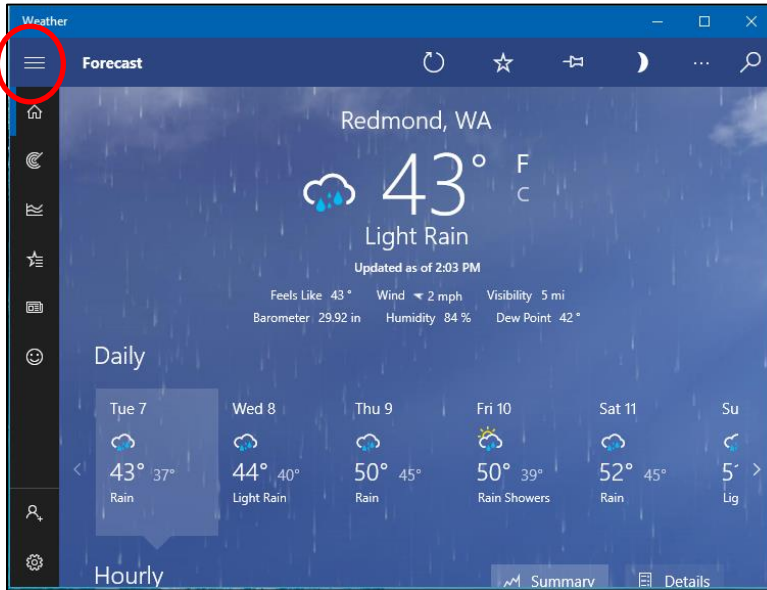 Weather
Forecast
Redmond, WA
43° F
C
Light Rain
Updated as of 2:03 PM
Feels Like 43° Wind 2 mph Visibility 5 mi
Barometer 29.92 in Humidity 84 % Dew Point 42°
Daily
Tue 7 Wed 8 Thu 9 Fri 10 Sat 11 Su
43° 37° 44° 40° 50° 45° 50° 39° 52° 45° 5
Rain Light Rain Rain Rain Showers Rain Lig
Hourly Summary Details